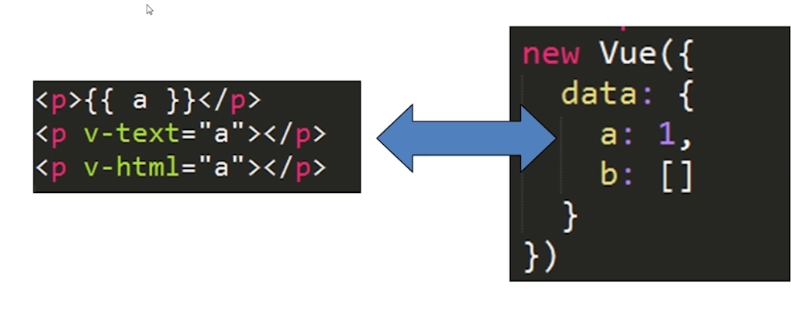 <p>{{ a }}</p>
<p v-text="a"></p>
<p v-html="a"></p>
new Vue({
data: {
a: 1,
b: []
}
})